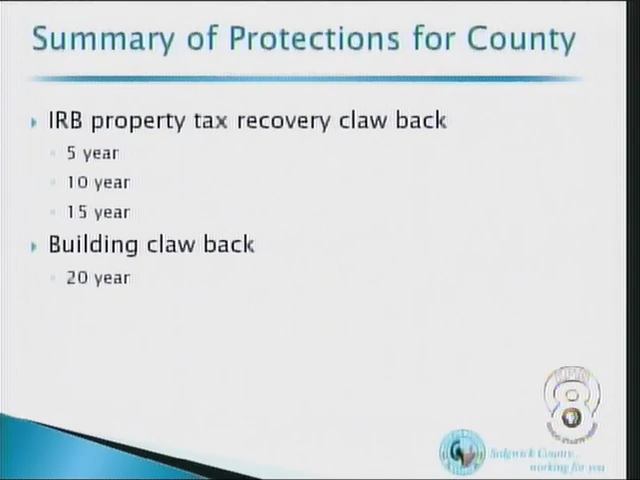 Summary of Protections for County
IRB property tax recovery claw back
5 year
10 year
15 year
Building claw back
20 year
8
Sedgwick County...
working for you